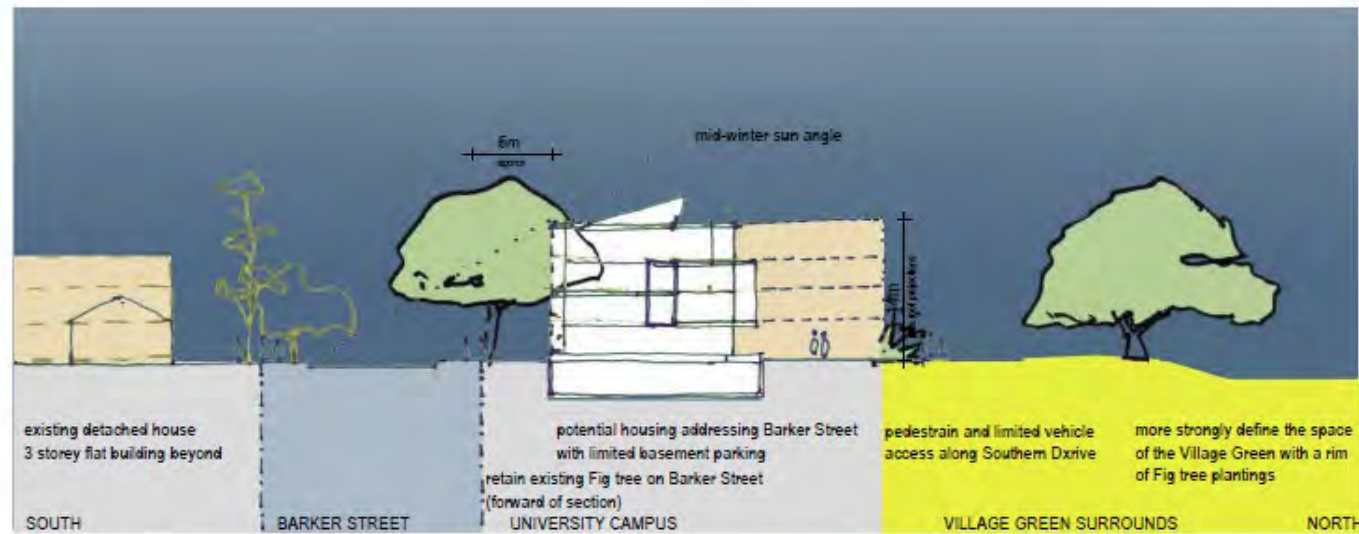 mid-winter sun angle
6m
approx
existing detached house
3 storey flat building beyond
potential housing addressing Barker Street
with limited basement parking
retain existing Fig tree on Barker Street
(forward of section)
pedestrain and limited vehicle
access along Southern Dxrive
more strongly define the space
of the Village Green with a rim
of Fig tree plantings
SOUTH
BARKER STREET
UNIVERSITY CAMPUS
VILLAGE GREEN SURROUNDS
NORTH